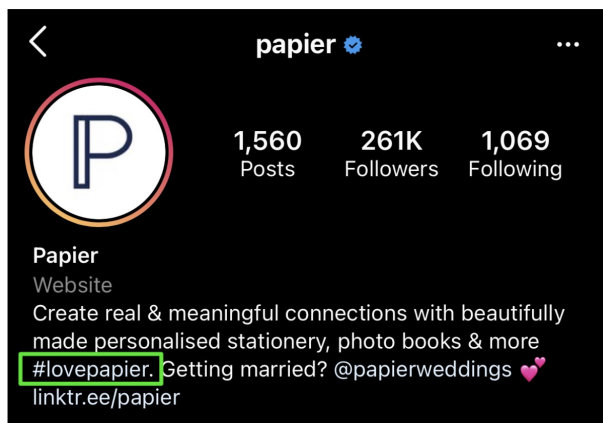 papier
1,560 261K 1,069
Posts Followers Following
P
Papier
Website
Create real & meaningful connections with beautifully
made personalised stationery, photo books & more
#lovepapier. Getting married? @papierweddings 💕
linktr.ee/papier